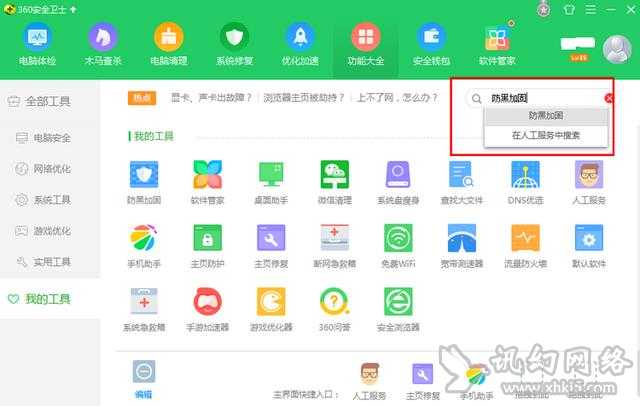 360安全卫士
电脑体检 木马查杀 电脑清理 系统修复 优化加速 功能大全 安全钱包 软件管家
全部工具
电脑安全
网络优化
系统工具
游戏优化
实用工具
我的工具
热点 显卡、声卡出故障？ 浏览器主页被劫持？ 上不了网，怎么办？
防黑加固
防黑加固
在人工服务中搜索
我的工具
防黑加固 软件管家 桌面助手 微信清理 系统盘瘦身 查找大文件 DNS优选 人工服务
手机助手 主页防护 主页修复 断网急救箱 免费WiFi 宽带测速器 流量防火墙 默认软件
系统急救箱 手游加速器 游戏优化器 360问答 安全浏览器
编辑
主界面快捷入口： 人工服务 主页修复 手机助手
讯幻网络
www.xhkj5.com